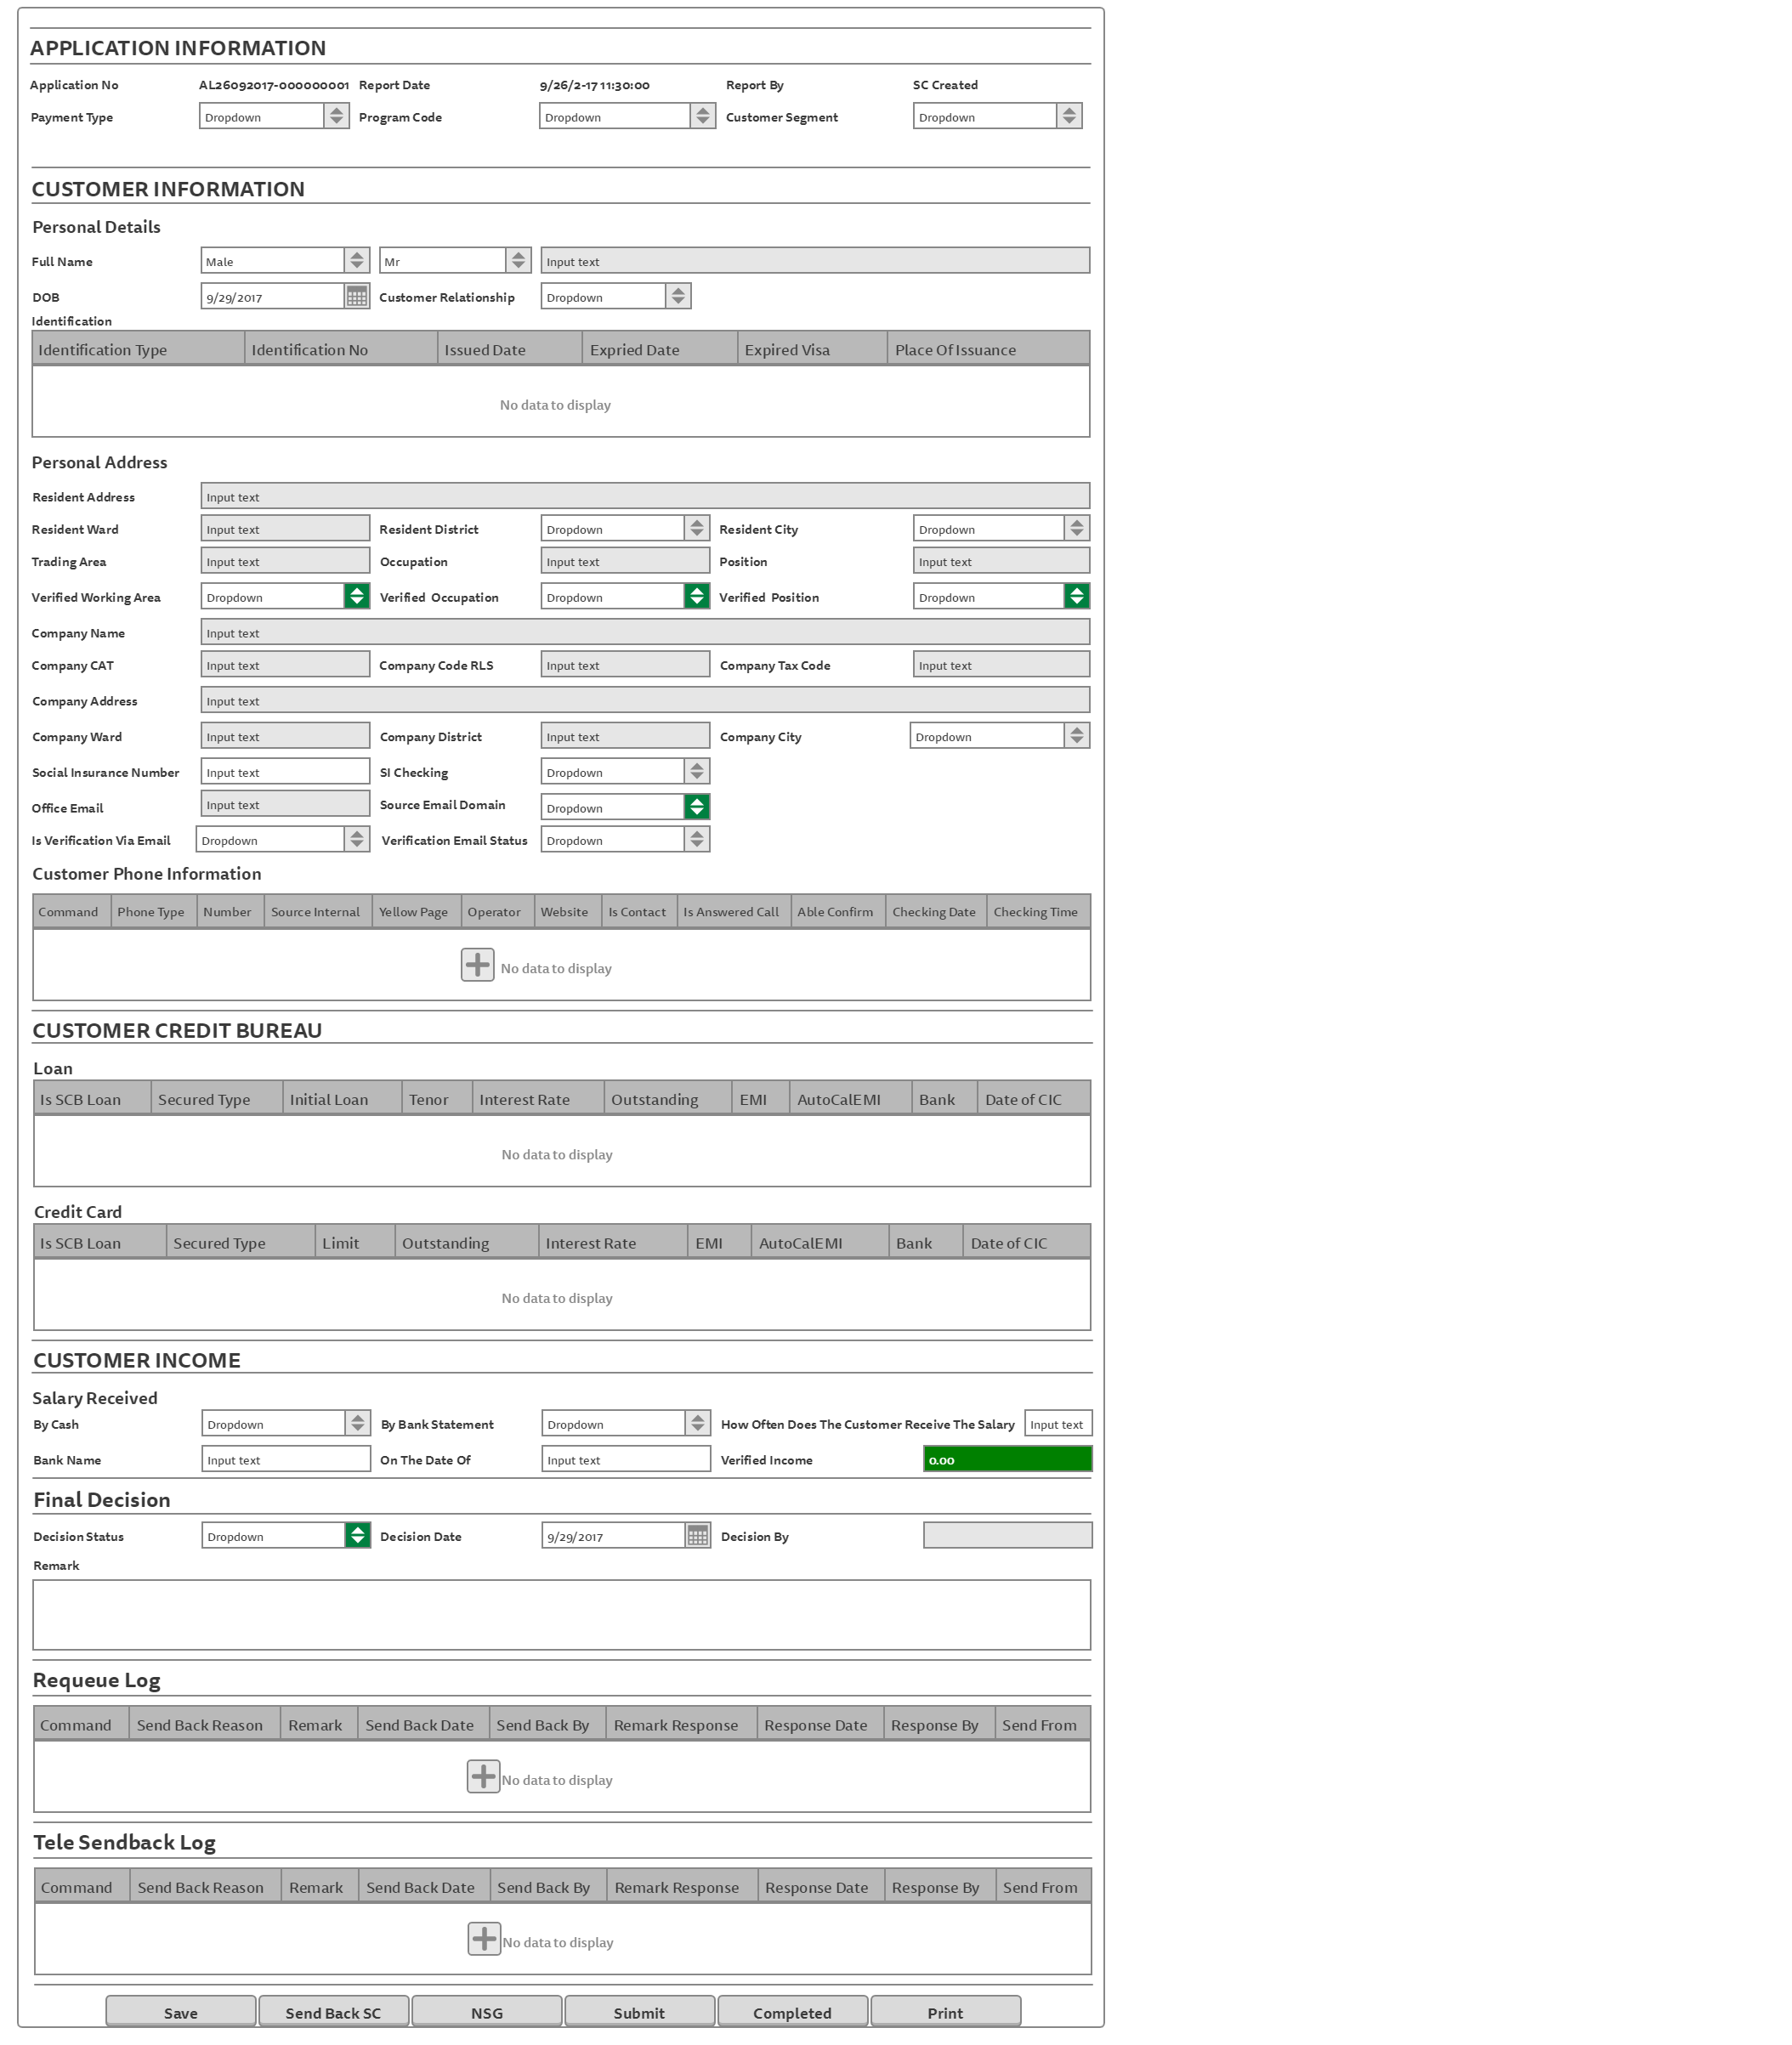 APPLICATION INFORMATION
Application No AL26092017-000000001 Report Date 9/26/2-17 11:30:00 Report By SC Created
Payment Type Dropdown Program Code Dropdown Customer Segment Dropdown
CUSTOMER INFORMATION
Personal Details
Full Name Male Mr Input text
DOB 9/29/2017 Customer Relationship Dropdown
Identification
Identification Type Identification No Issued Date Expried Date Expired Visa Place Of Issuance
No data to display
Personal Address
Resident Address Input text
Resident Ward Input text Resident District Dropdown Resident City Dropdown
Trading Area Input text Occupation Input text Position Input text
Verified Working Area Dropdown Verified Occupation Dropdown Verified Position Dropdown
Company Name Input text
Company CAT Input text Company Code RLS Input text Company Tax Code Input text
Company Address Input text
Company Ward Input text Company District Input text Company City Dropdown
Social Insurance Number Input text SI Checking Dropdown
Office Email Input text Source Email Domain Dropdown
Is Verification Via Email Dropdown Verification Email Status Dropdown
Customer Phone Information
Command Phone Type Number Source Internal Yellow Page Operator Website Is Contact Is Answered Call Able Confirm Checking Date Checking Time
No data to display
CUSTOMER CREDIT BUREAU
Loan
Is SCB Loan Secured Type Initial Loan Tenor Interest Rate Outstanding EMI AutoCalEMI Bank Date of CIC
No data to display
Credit Card
Is SCB Loan Secured Type Limit Outstanding Interest Rate EMI AutoCalEMI Bank Date of CIC
No data to display
CUSTOMER INCOME
Salary Received
By Cash Dropdown By Bank Statement Dropdown How Often Does The Customer Receive The Salary Input text
Bank Name Input text On The Date Of Input text Verified Income 0.00
Final Decision
Decision Status Dropdown Decision Date 9/29/2017 Decision By
Remark
Requeue Log
Command Send Back Reason Remark Send Back Date Send Back By Remark Response Response Date Response By Send From
No data to display
Tele Sendback Log
Command Send Back Reason Remark Send Back Date Send Back By Remark Response Response Date Response By Send From
No data to display
Save Send Back SC NSG Submit Completed Print